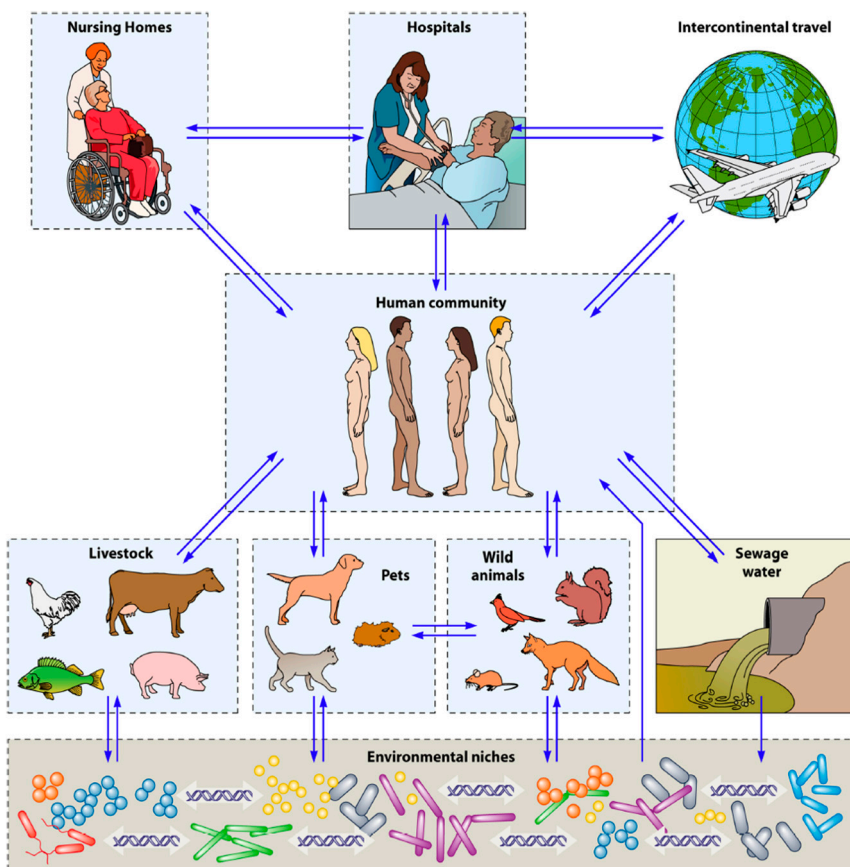 Nursing Homes
Hospitals
Intercontinental travel
Human community
Livestock
Pets
Wild
animals
Sewage
water
Environmental niches